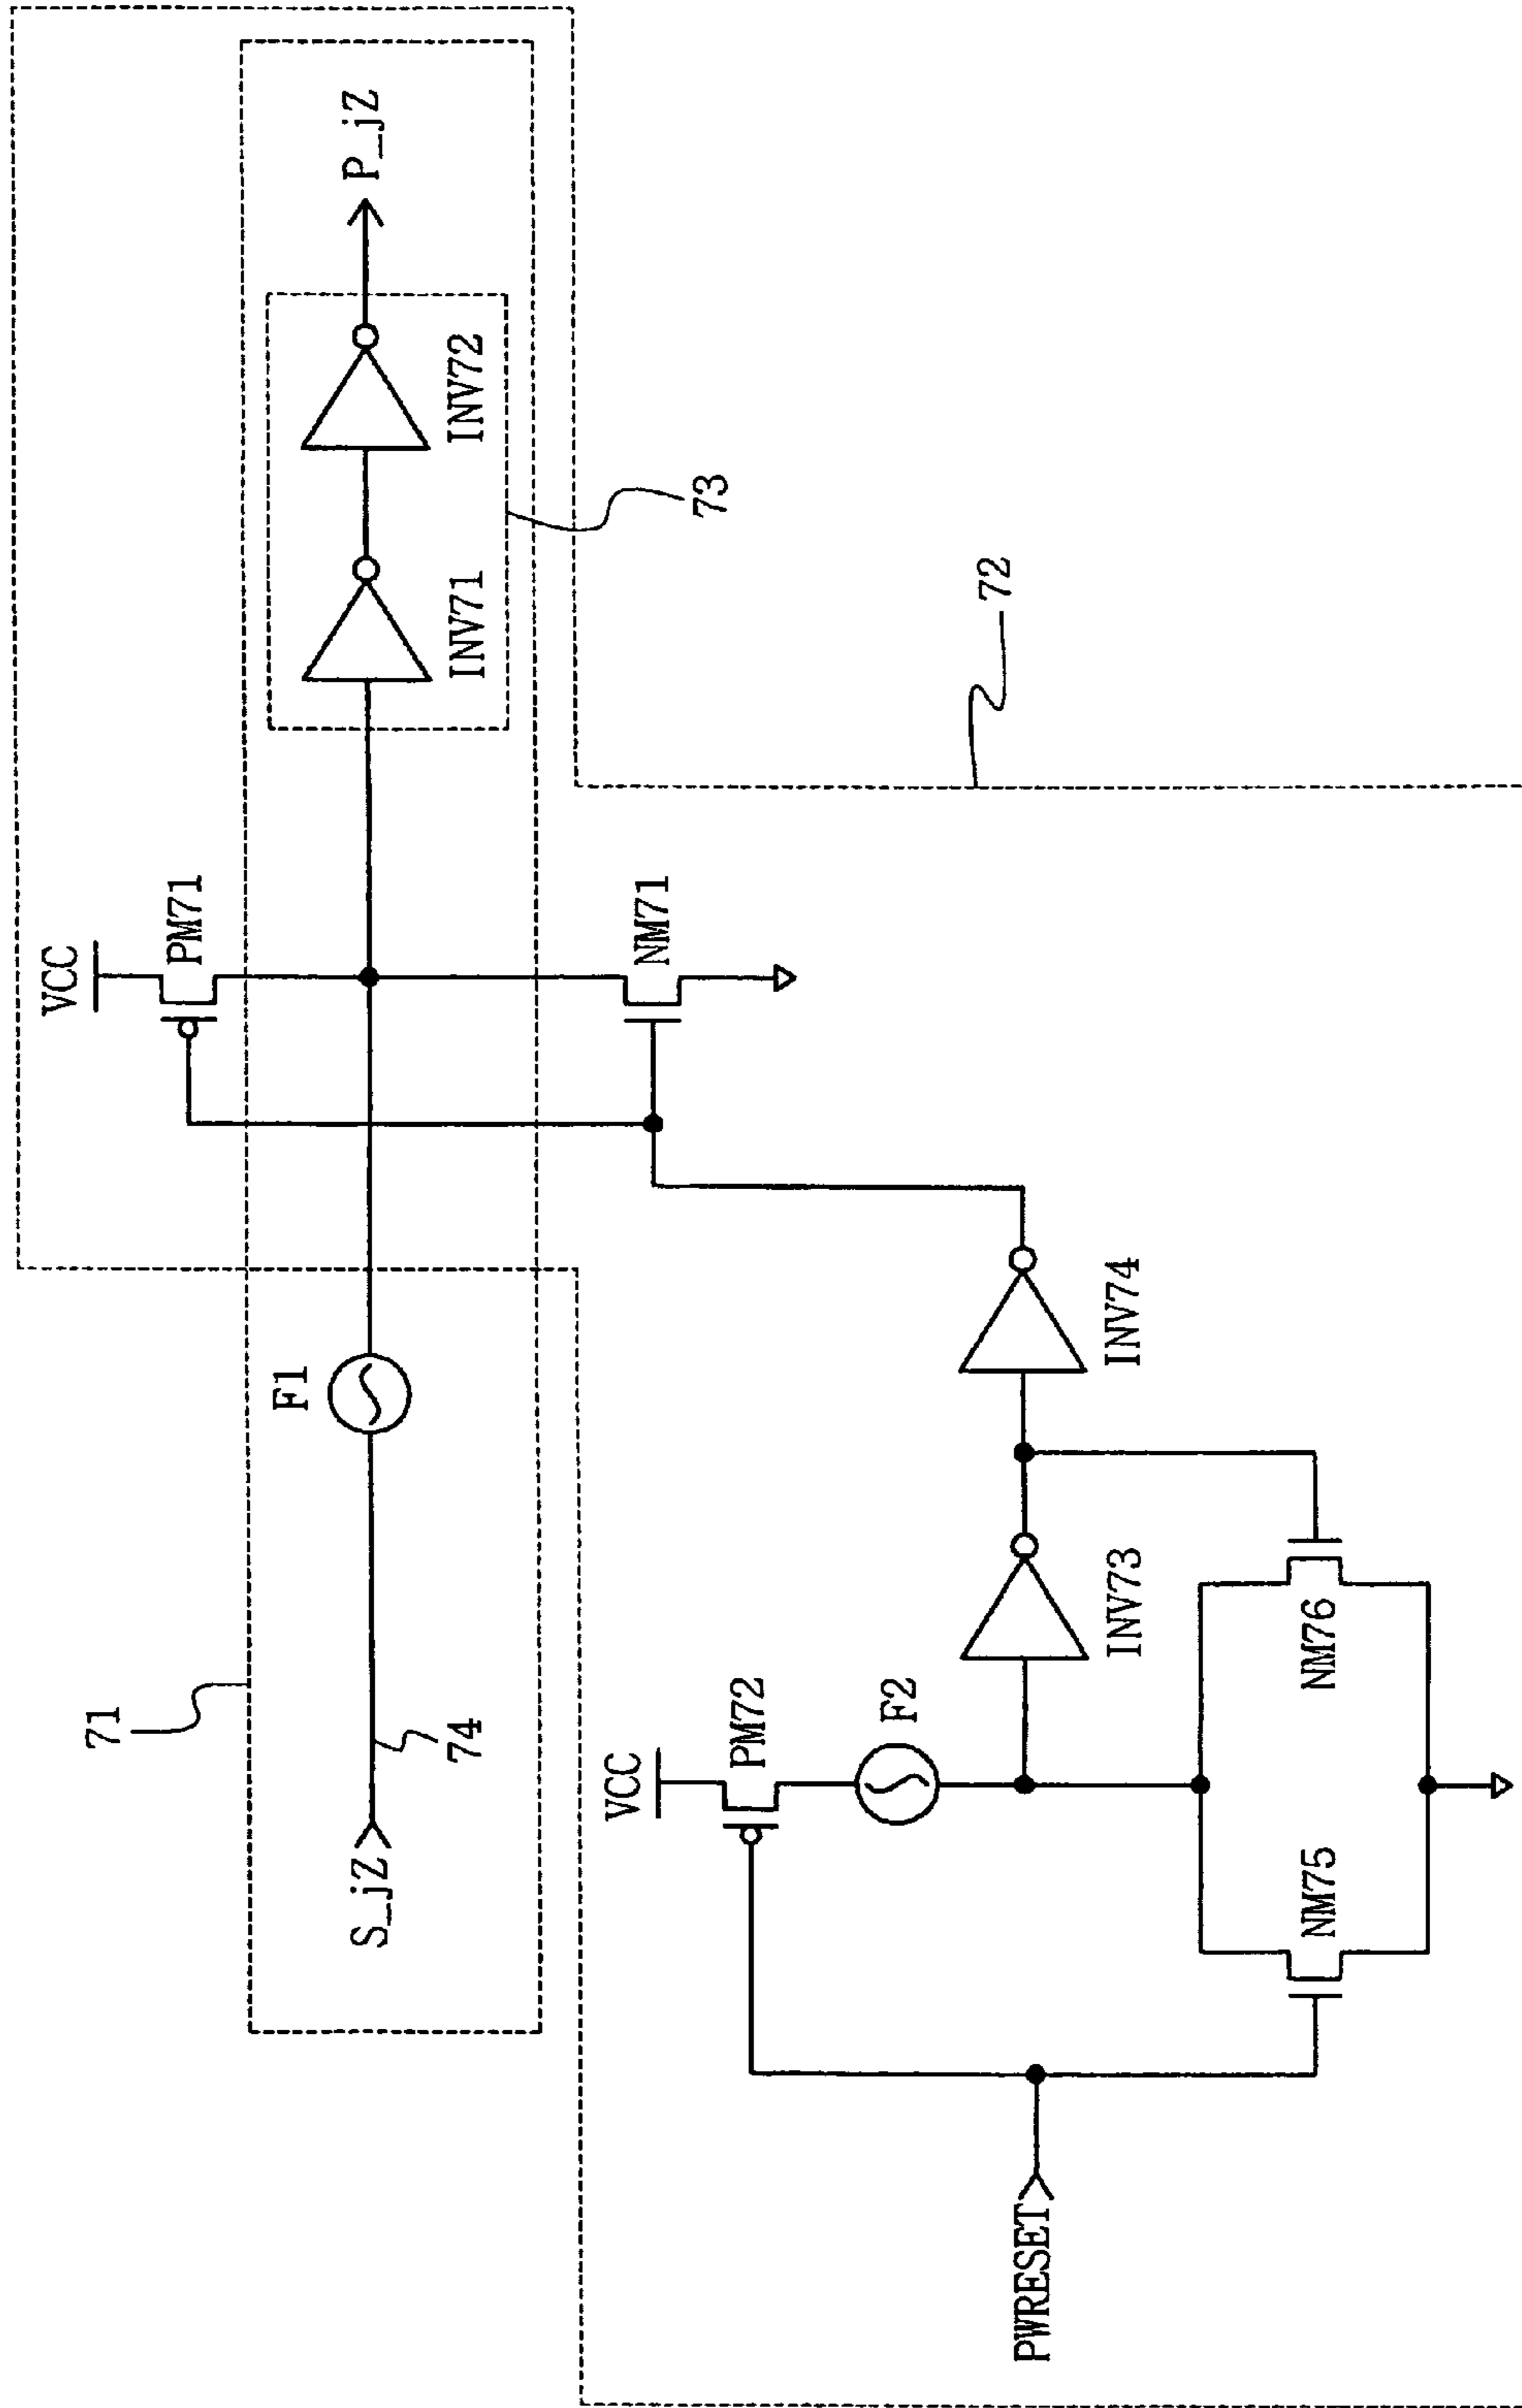 71
S_jZ
74
F1
VCC
PM71
NM71
INV71
INV72
73
P_jZ
72
VCC
PM72
F2
INV73
INV74
PWRESET
NM75
NM76